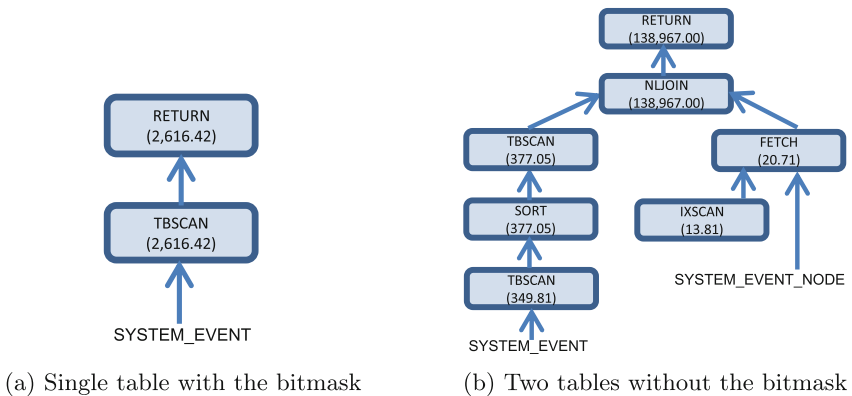 RETURN
(2,616.42)
TBSCAN
(2,616.42)
SYSTEM_EVENT
(a) Single table with the bitmask
RETURN
(138,967.00)
NLJOIN
(138,967.00)
TBSCAN
(377.05)
FETCH
(20.71)
SORT
(377.05)
IXSCAN
(13.81)
TBSCAN
(349.81)
SYSTEM_EVENT_NODE
SYSTEM_EVENT
(b) Two tables without the bitmask